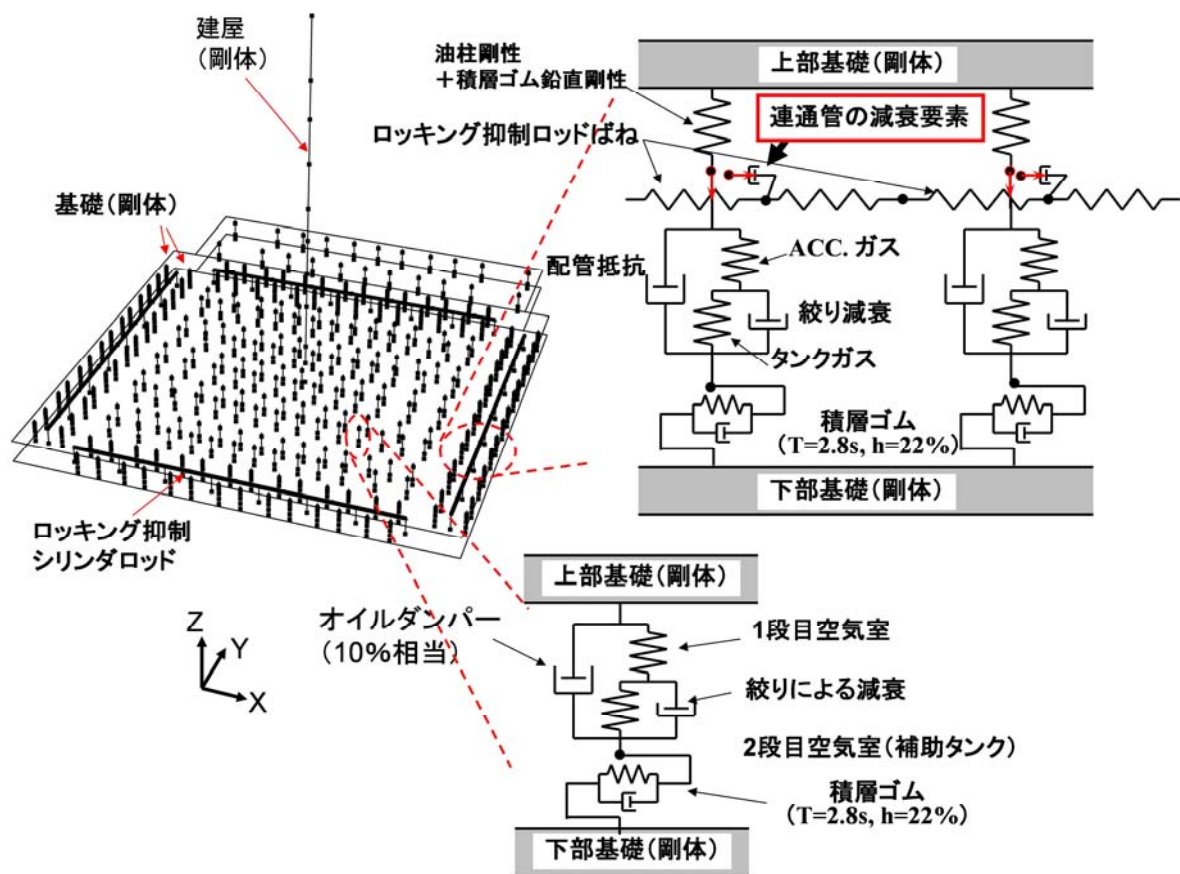 建屋
(剛体)
基礎(剛体)
油柱剛性
+積層ゴム鉛直剛性
上部基礎(剛体)
連通管の減衰要素
ロッキング抑制ロッドばね
配管抵抗
ACC. ガス
絞り減衰
タンクガス
積層ゴム
(T=2.8s, h=22%)
下部基礎(剛体)
ロッキング抑制
シリンダロッド
Z
Y
X
上部基礎(剛体)
オイルダンパー
(10%相当)
1段目空気室
絞りによる減衰
2段目空気室(補助タンク)
積層ゴム
(T=2.8s, h=22%)
下部基礎(剛体)